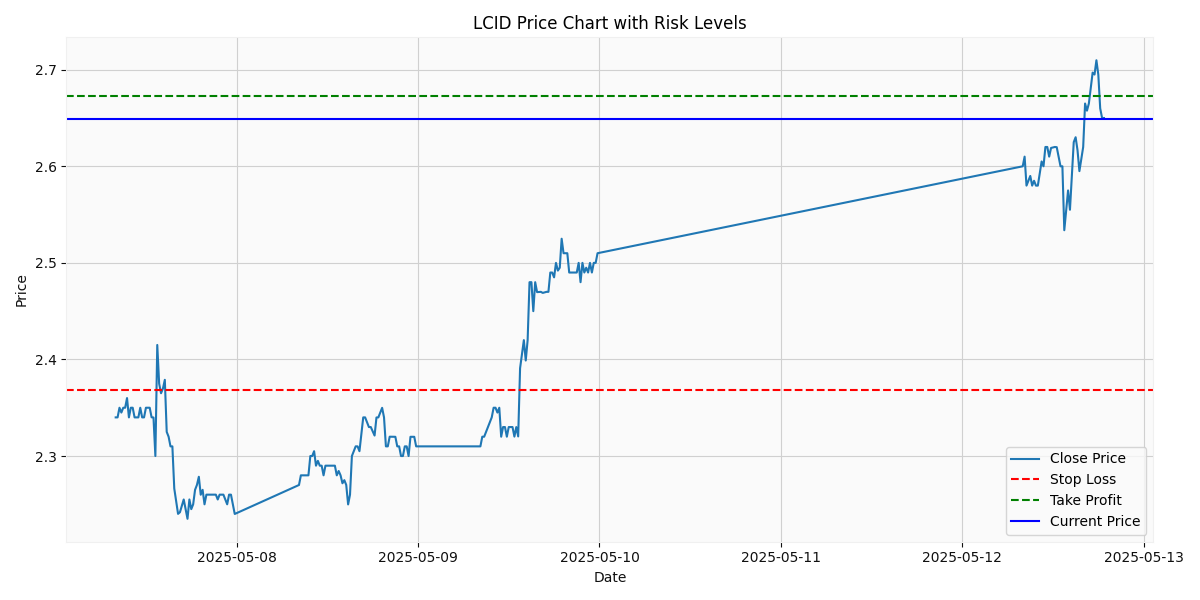 LCID Price Chart with Risk Levels
2.7
2.6
2.5
2.4
2.3
Price
Close Price
Stop Loss
Take Profit
Current Price
2025-05-08
2025-05-09
2025-05-10
2025-05-11
2025-05-12
2025-05-13
Date